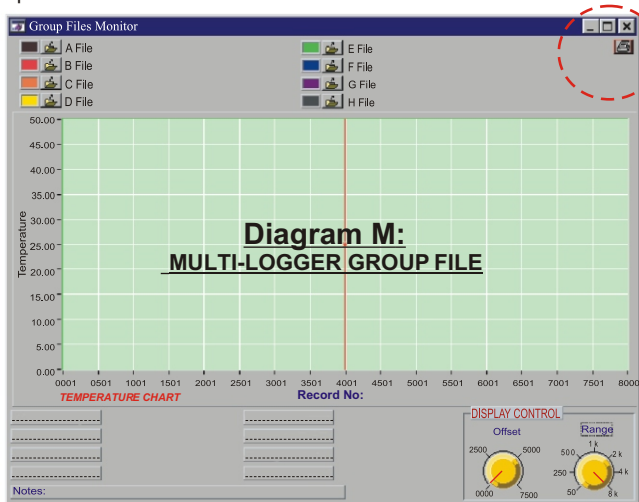 Group Files Monitor
A File
B File
C File
D File
E File
F File
G File
H File
50.00
45.00
40.00
35.00
30.00
25.00
20.00
15.00
10.00
5.00
0.00
Temperature
Diagram M:
MULTI-LOGGER GROUP FILE
0001 0501 1001 1501 2001 2501 3001 3501 4001 4501 5001 5501 6001 6501 7001 7501 8000
TEMPERATURE CHART
Record No:
DISPLAY CONTROL
Offset
2500 5000
0000 7500
Range
1 k
500 2 k
250 4 k
50 8 k
Notes: